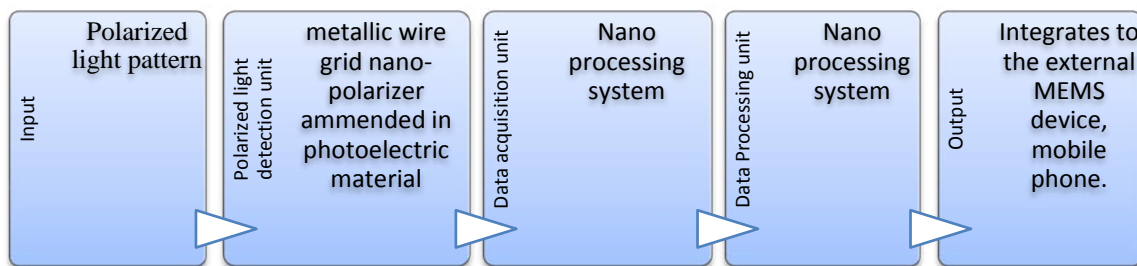 Input
Polarized
light pattern
Polarized light
detection unit
metallic wire
grid nano-
polarizer
ammended in
photoelectric
material
Data acquisition unit
Nano
processing
system
Data Processing unit
Nano
processing
system
Output
Integrates to
the external
MEMS
device,
mobile
phone.